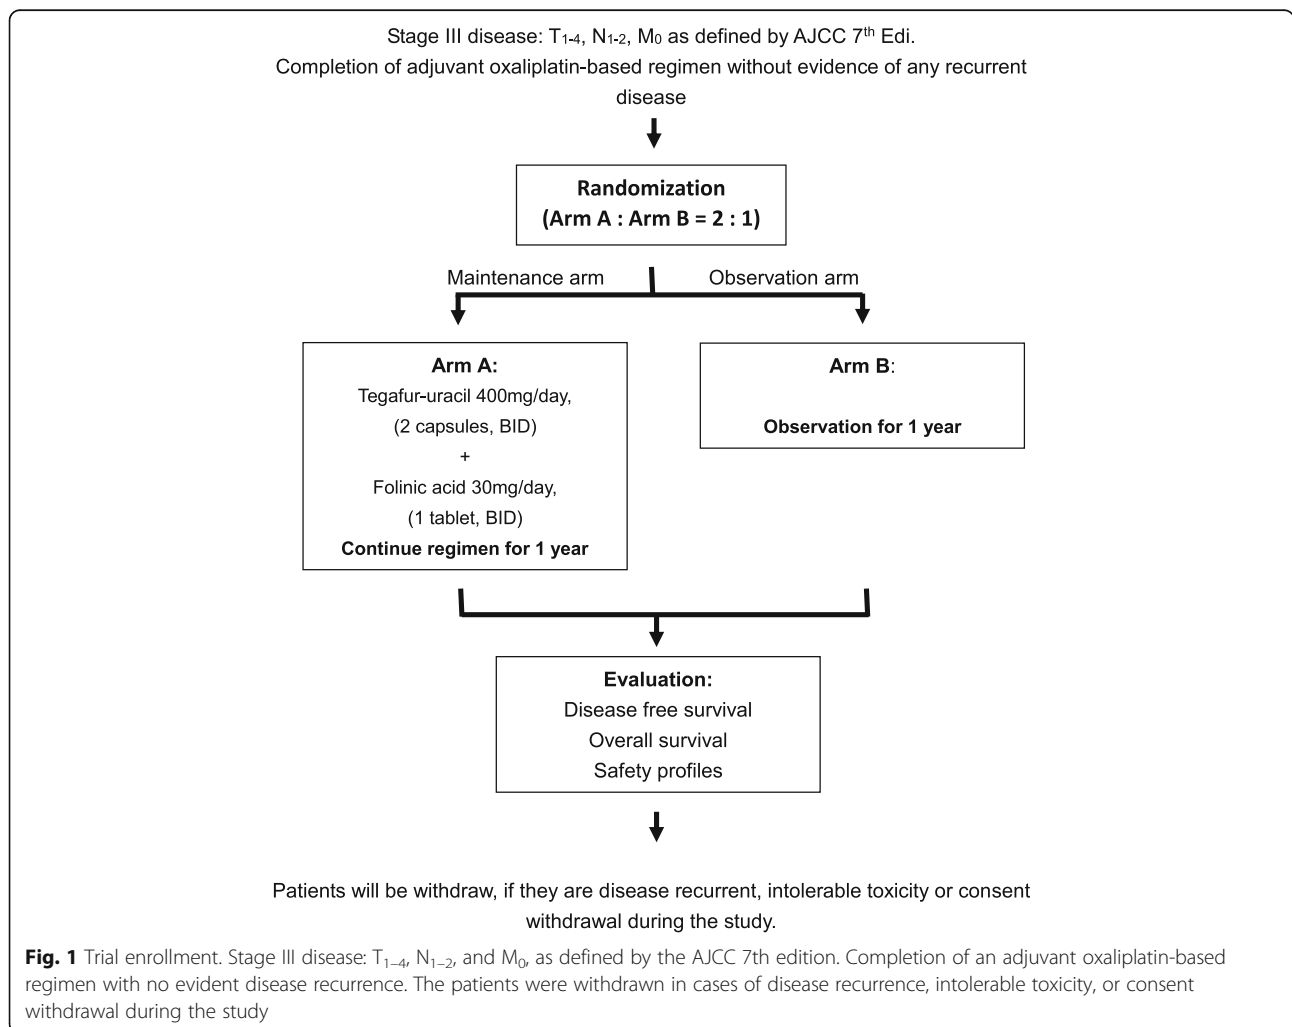 Stage III disease: T1-4, N1-2, M0 as defined by AJCC 7th Edi.
Completion of adjuvant oxaliplatin-based regimen without evidence of any recurrent
disease
Randomization
(Arm A : Arm B = 2 : 1)
Maintenance arm
Observation arm
Arm A:
Tegafur-uracil 400mg/day,
(2 capsules, BID)
+
Folinic acid 30mg/day,
(1 tablet, BID)
Continue regimen for 1 year
Arm B:
Observation for 1 year
Evaluation:
Disease free survival
Overall survival
Safety profiles
Patients will be withdraw, if they are disease recurrent, intolerable toxicity or consent
withdrawal during the study.
Fig. 1 Trial enrollment. Stage III disease: T1–4, N1–2, and M0, as defined by the AJCC 7th edition. Completion of an adjuvant oxaliplatin-based
regimen with no evident disease recurrence. The patients were withdrawn in cases of disease recurrence, intolerable toxicity, or consent
withdrawal during the study